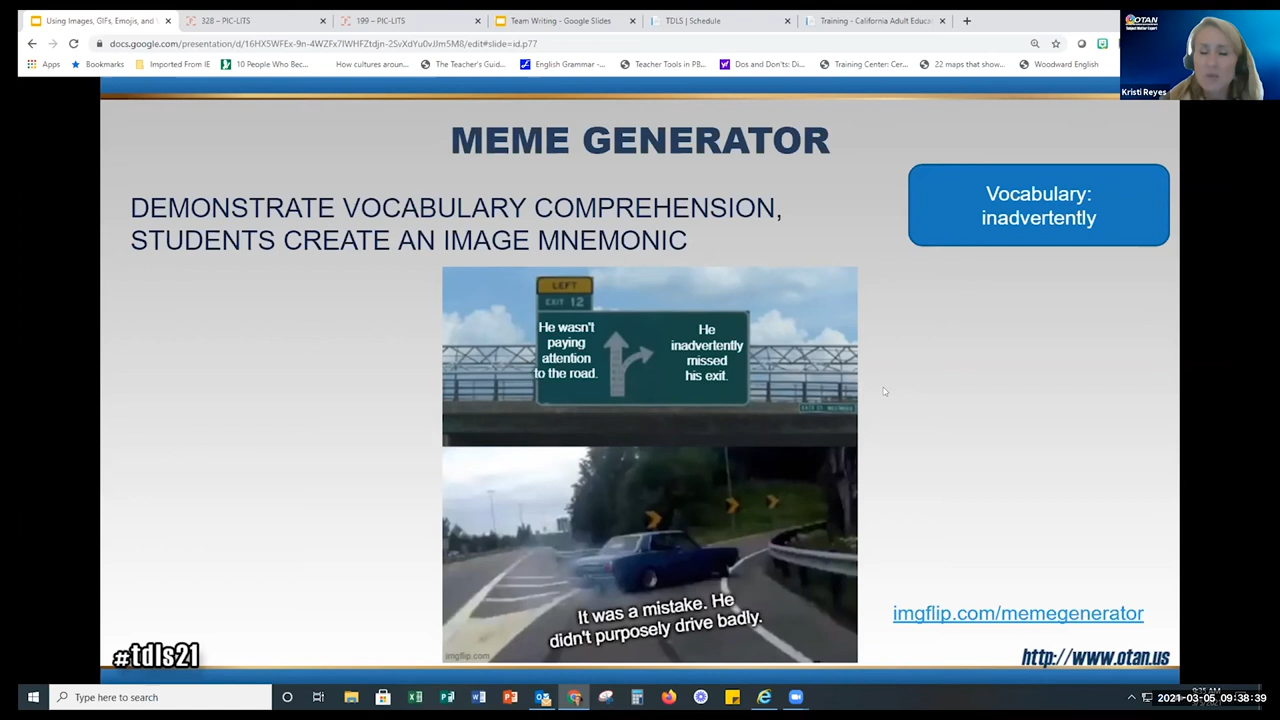 Using Images, GIFs, Emojis, and
328 – PIC-LITS
199 – PIC-LITS
Team Writing - Google Slides
TDLS | Schedule
Training - California Adult Educa
docs.google.com/presentation/d/16HX5WFEx-9n-4WZFx7IWHFZtdjn-2SvXdYu0vJJm5M8/edit#slide=id.p77
Apps
Bookmarks
Imported From IE
10 People Who Bec...
How cultures aroun...
The Teacher's Guid...
English Grammar -...
Teacher Tools in PB...
Dos and Don'ts: Di...
Training Center: Cer...
22 maps that show...
Woodward English
OTAN
Subject Matter Expert
Kristi Reyes
MEME GENERATOR
Vocabulary:
inadvertently
DEMONSTRATE VOCABULARY COMPREHENSION,
STUDENTS CREATE AN IMAGE MNEMONIC
LEFT
EXIT 12
He wasn't
paying
attention
to the road.
He
inadvertently
missed
his exit.
It was a mistake. He
didn't purposely drive badly.
imgflip.com
imgflip.com/memegenerator
#tdls21
http://www.otan.us
Type here to search
2021-03-05 09:38:39